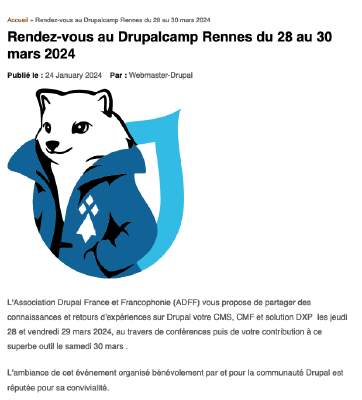 Accueil » Rendez-vous au Drupalcamp Rennes du 28 au 30 mars 2024
Rendez-vous au Drupalcamp Rennes du 28 au 30
mars 2024
Publié le : 24 January 2024 Par : Webmaster-Drupal
L'Association Drupal France et Francophonie (ADFF) vous propose de partager des
connaissances et retours d'expériences sur Drupal votre CMS, CMF et solution DXP les jeudi
28 et vendredi 29 mars 2024, au travers de conférences puis de votre contribution à ce
superbe outil le samedi 30 mars .
L'ambiance de cet événement organisé bénévolement par et pour la communauté Drupal est
réputée pour sa convivialité.